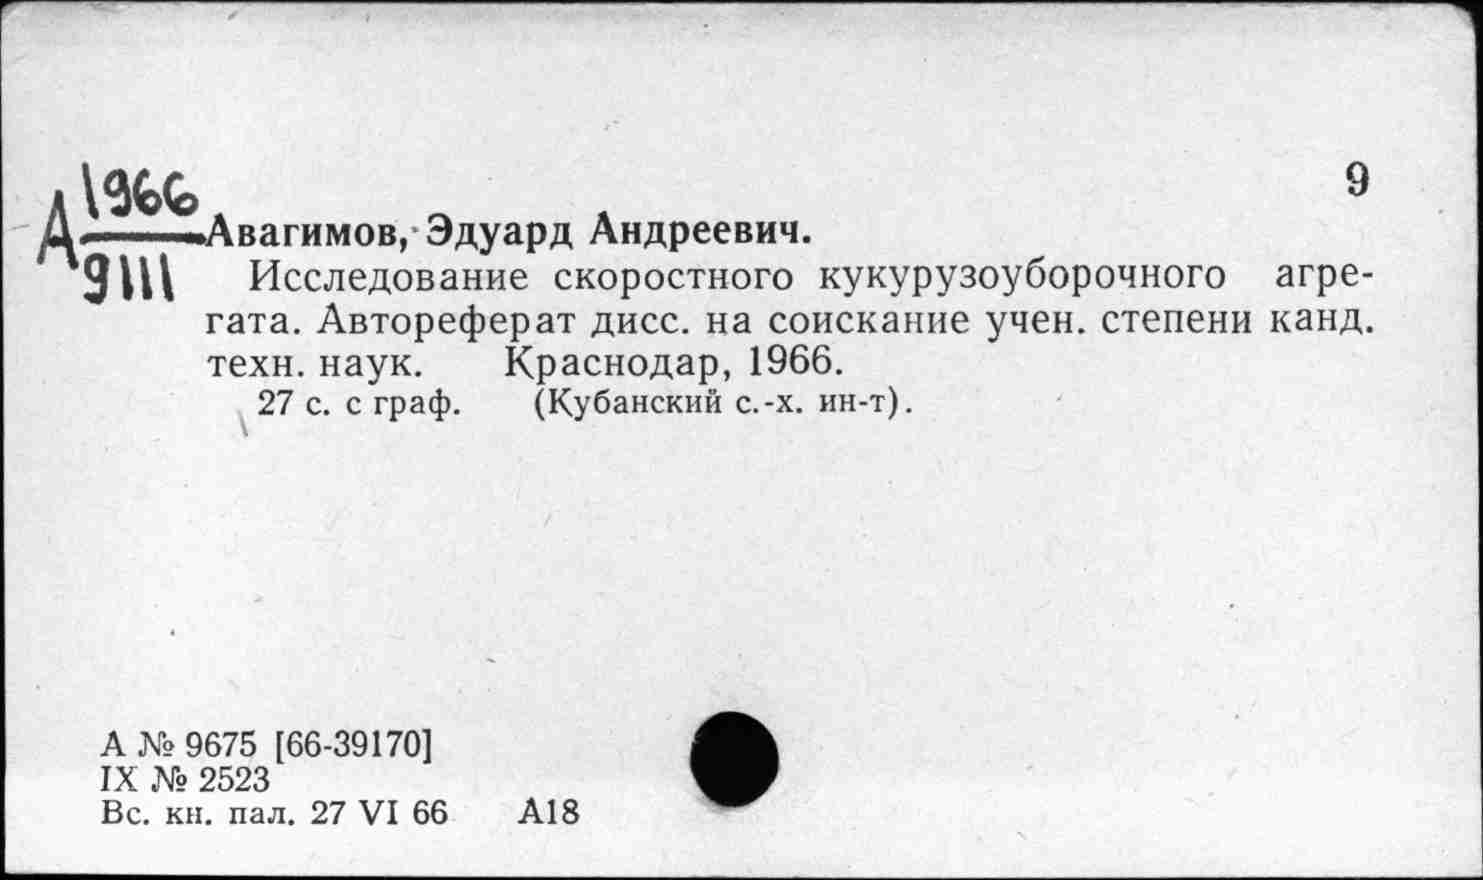 1966
9
Д Авагимов, Эдуард Андреевич.
9111 Исследование скоростного кукурузоуборочного агре-
гата. Автореферат дисс. на соискание учен. степени канд.
техн. наук. Краснодар, 1966.
27 с. с граф. (Кубанский с.-х. ин-т).
А № 9675 [66-39170]
IX № 2523
Вс. кн. пал. 27 VI 66 А18